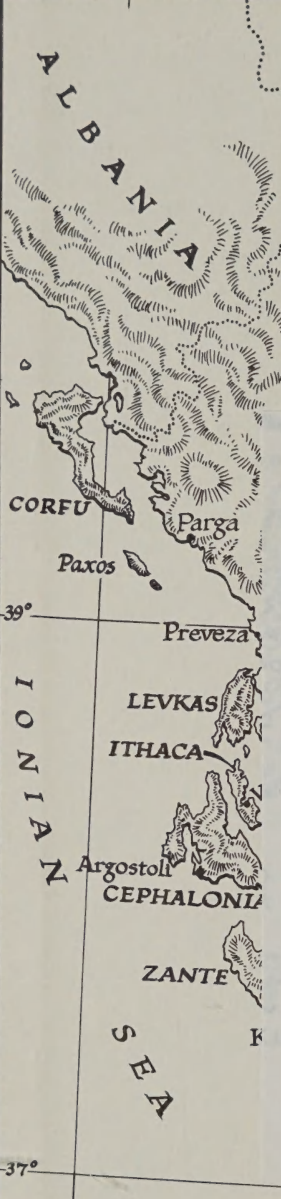 ALBANIA
CORFU
Parga
Paxos
39°
Preveza
LEVKAS
IONIAN
ITHACA
Argostoli
CEPHALONIA
ZANTE
SEA
K
37°